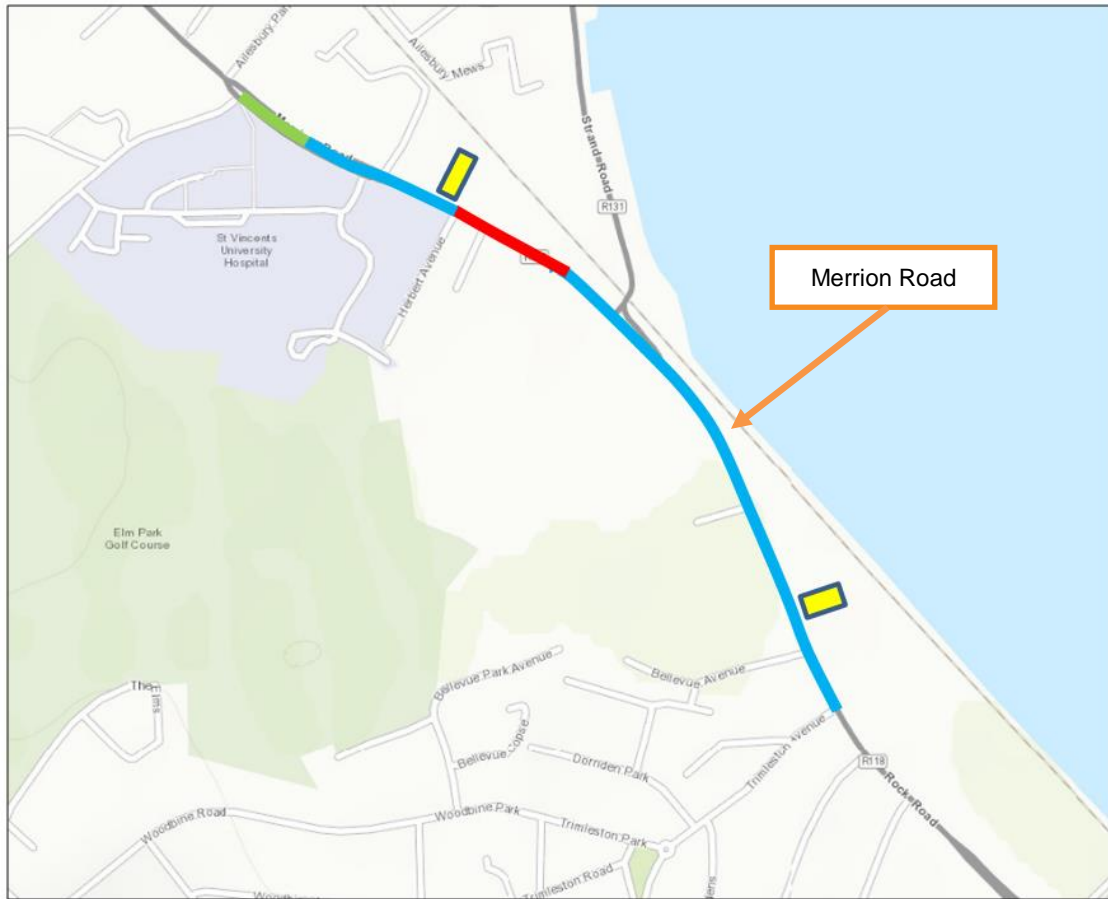 Ailesbury Par
Ailesbury Mews
Strand Road
R131
St Vincents
University
Hospital
Herbert Avenue
Merrion Road
Elm Park
Golf Course
Bellevue Park Avenue
Bellevue Avenue
The Elms
Bellevue Copse
Dornden Park
Trimleston Avenue
R118
Rock Road
Woodbine Road
Woodbine Park
Trimleston Park
Trimleston Road